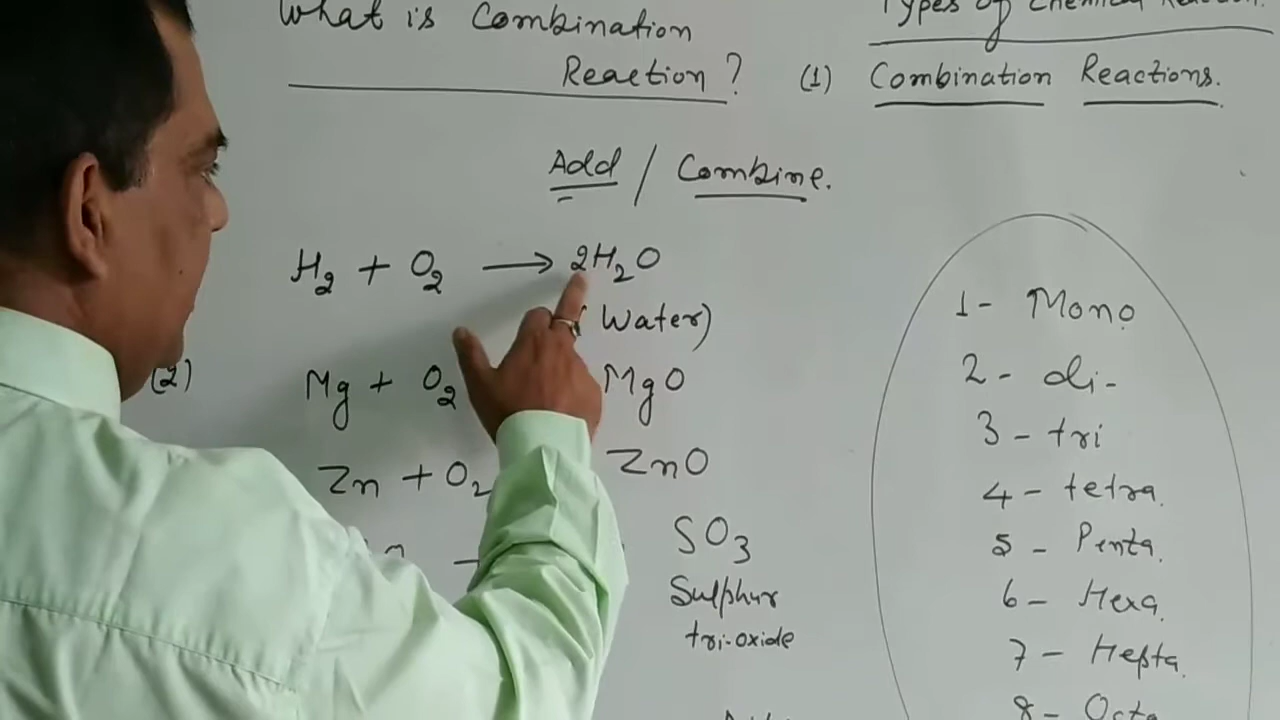 What is Combination
Reaction?
Types of Chemical Reaction.
(1) Combination Reactions.
Add / Combine.
H2 + O2 → 2H2O
(Water)
(2) Mg + O2 MgO
Zn + O2 ZnO
SO3
Sulphur
tri-oxide
1- Mono
2- di-
3 - tri
4 - tetra.
5 - Penta.
6 - Hexa.
7 - Hepta.
8 - Octa